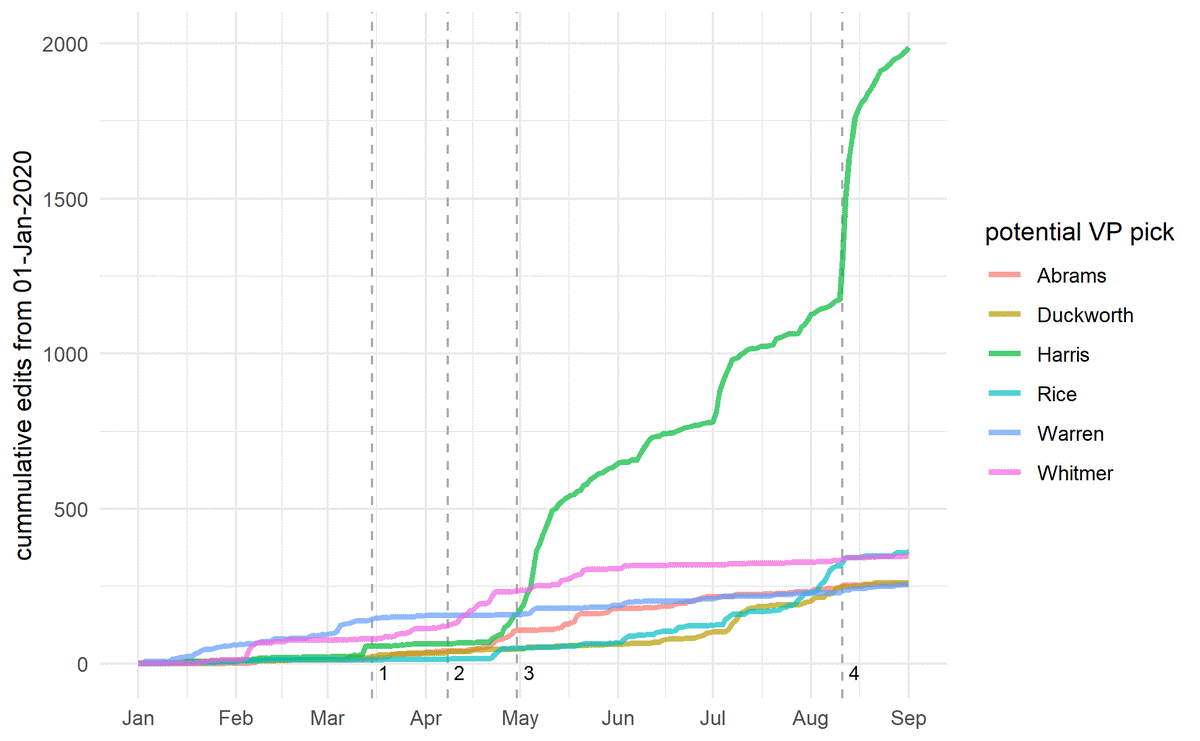 2000
1500
1000
500
0
cummulative edits from 01-Jan-2020
1
2
3
4
Jan
Feb
Mar
Apr
May
Jun
Jul
Aug
Sep
potential VP pick
Abrams
Duckworth
Harris
Rice
Warren
Whitmer